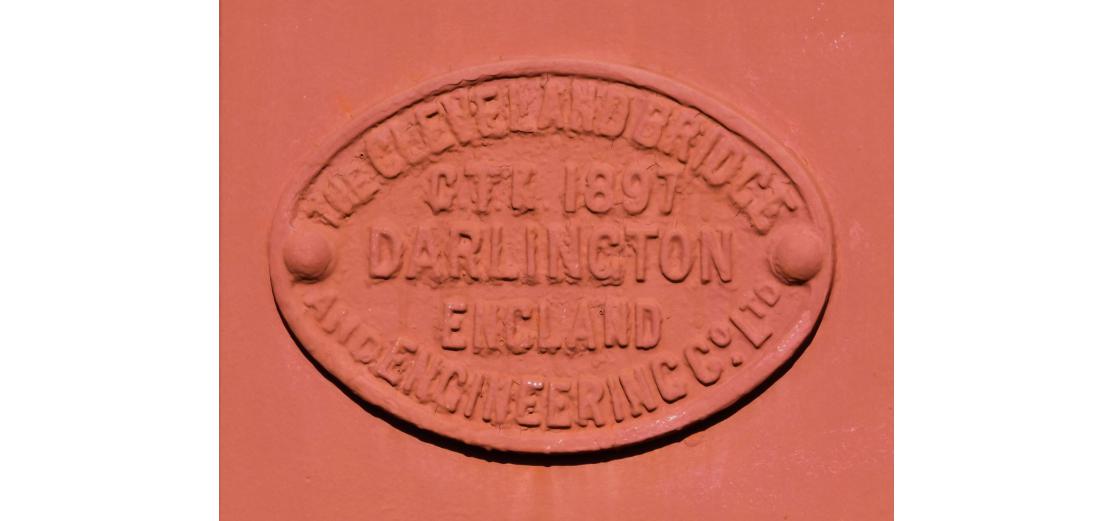 THE CLEVELAND BRIDGE
C.T.L. 1897
DARLINGTON
ENGLAND
AND ENGINEERING Co. LTD